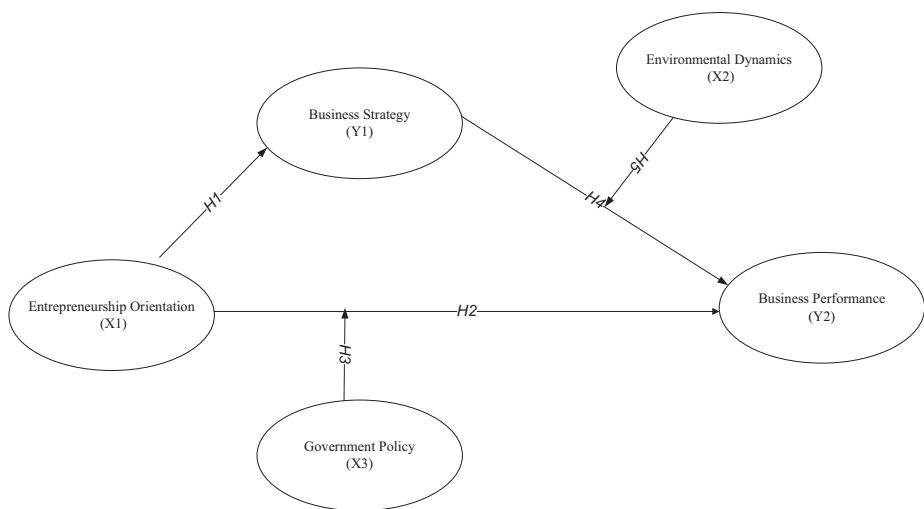 Environmental Dynamics
(X2)
Business Strategy
(Y1)
H5
H4
H1
Entrepreneurship Orientation
(X1)
H2
Business Performance
(Y2)
H3
Government Policy
(X3)